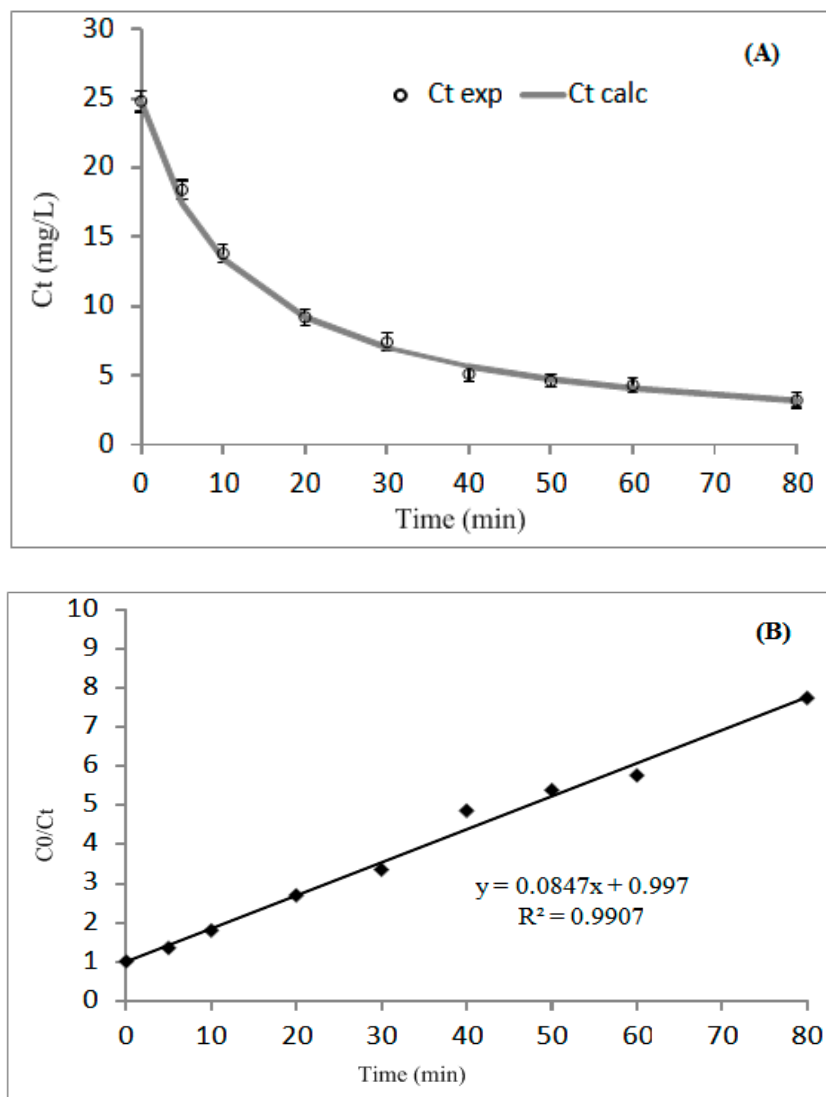 (A)
30
25
20
15
10
5
0
Ct (mg/L)
Ct exp Ct calc
0 10 20 30 40 50 60 70 80
Time (min)
(B)
10
9
8
7
6
5
4
3
2
1
0
C0/Ct
y = 0.0847x + 0.997
R² = 0.9907
0 10 20 30 40 50 60 70 80
Time (min)